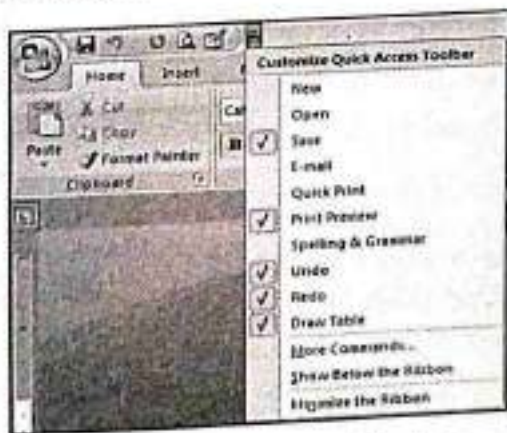 Home Insert
Cut
Copy
Paste
Format Painter
Clipboard
Customize Quick Access Toolbar
New
Open
Save
E-mail
Quick Print
Print Preview
Spelling & Grammar
Undo
Redo
Draw Table
More Commands...
Show Below the Ribbon
Minimize the Ribbon